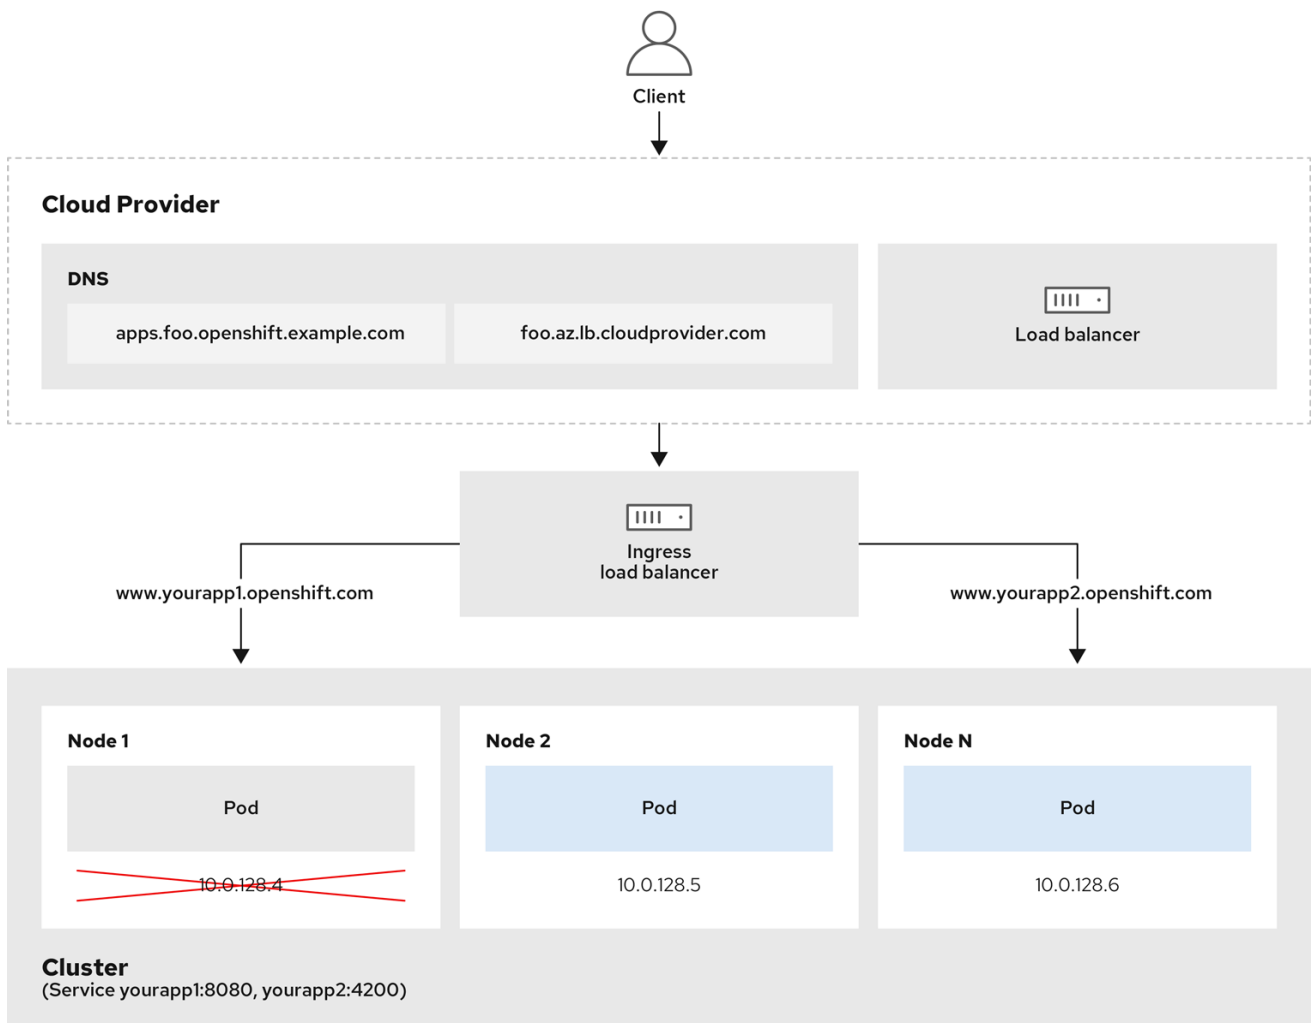 Client
Cloud Provider
DNS
apps.foo.openshift.example.com
foo.az.lb.cloudprovider.com
Load balancer
Ingress
load balancer
www.yourapp1.openshift.com
www.yourapp2.openshift.com
Node 1
Pod
10.0.128.4
Node 2
Pod
10.0.128.5
Node N
Pod
10.0.128.6
Cluster
(Service yourapp1:8080, yourapp2:4200)